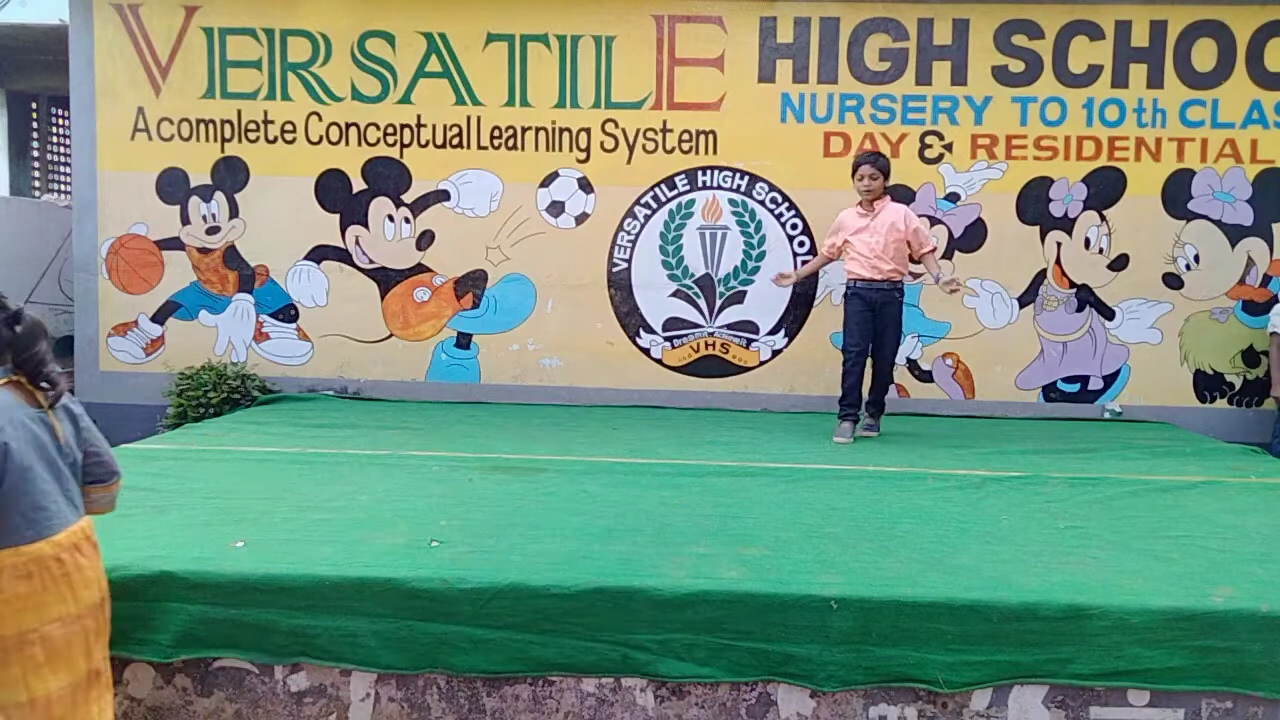 VERSATILE
HIGH SCHOO
A complete Conceptual Learning System
NURSERY TO 10th CLAS
DAY & RESIDENTIAL
VERSATILE HIGH SCHOOL
VHS